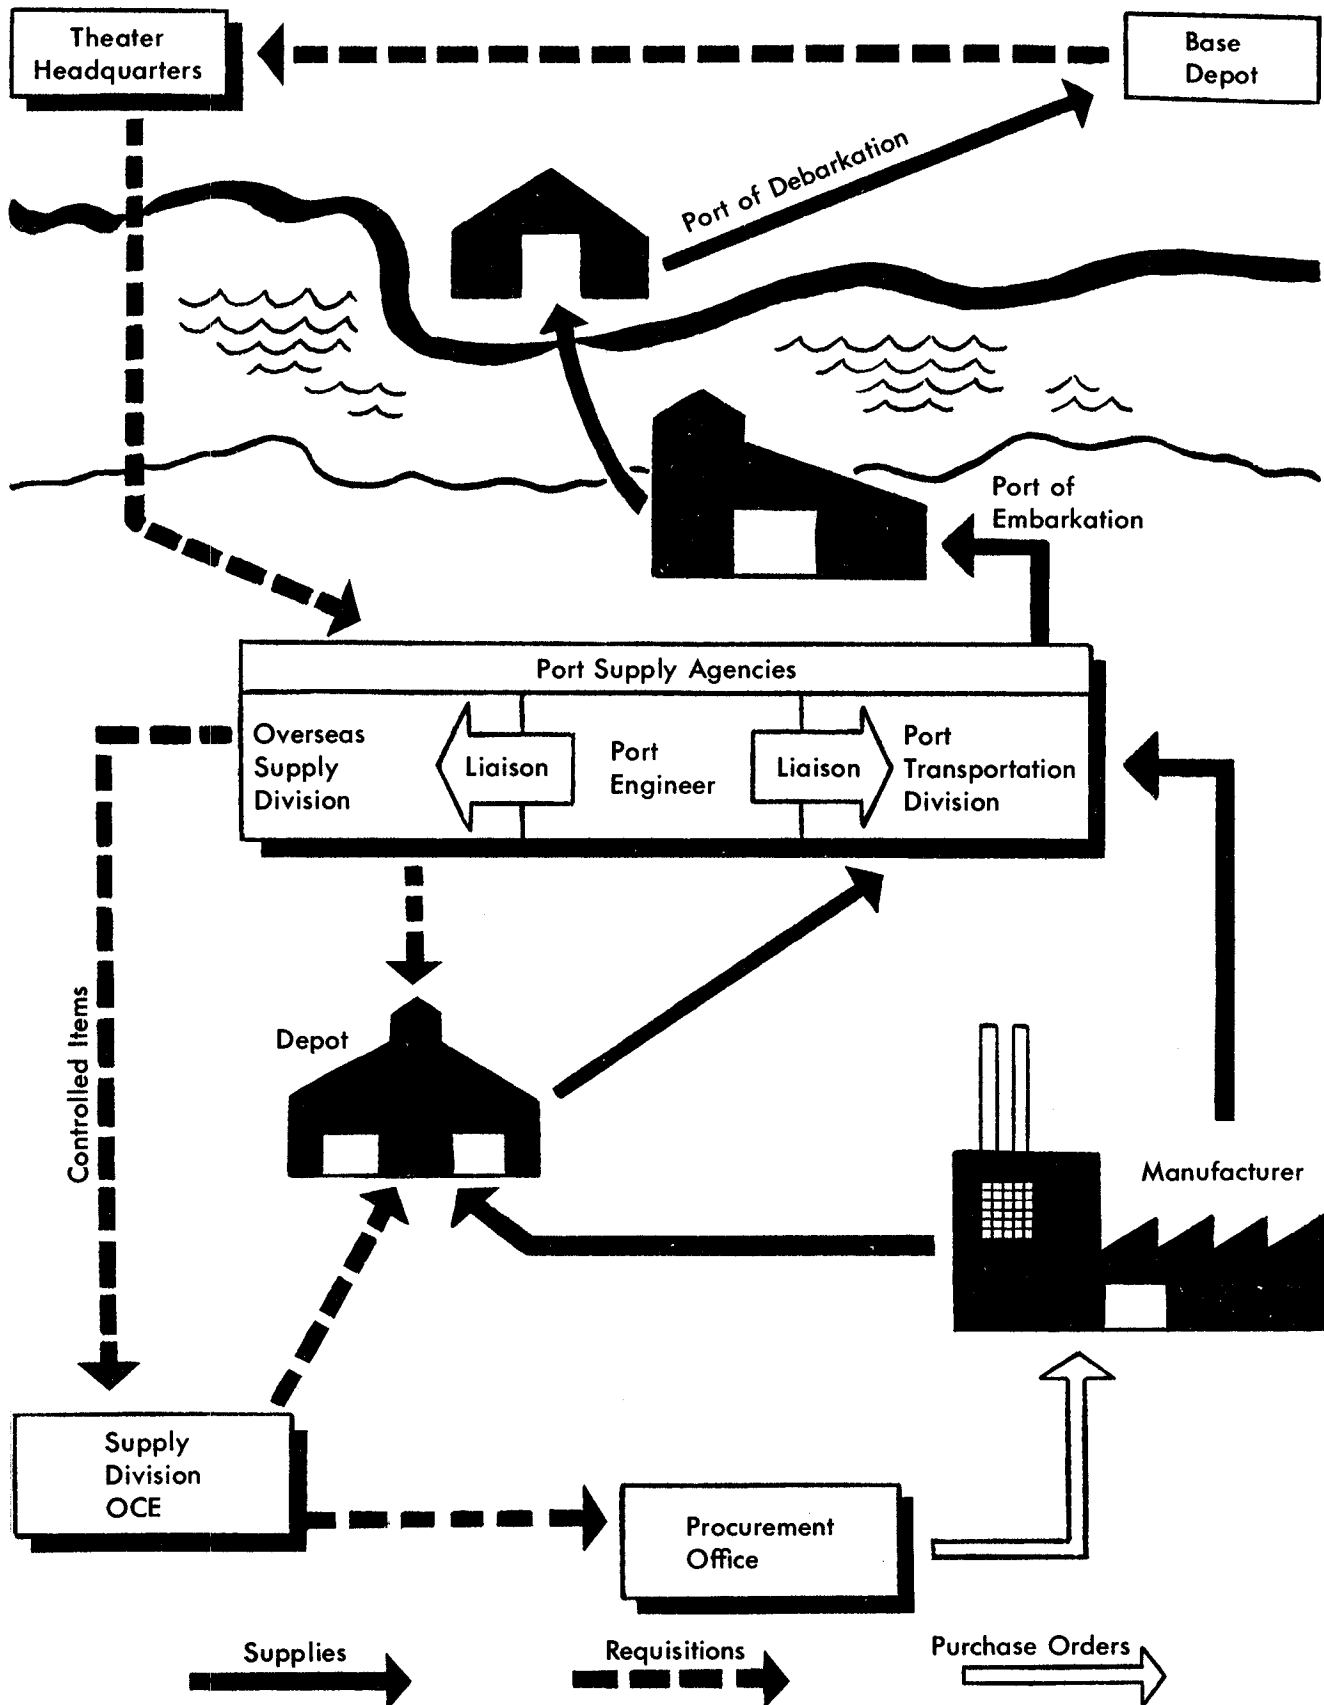 Theater
Headquarters
Base
Depot
Port of Debarkation
Port of
Embarkation
Port Supply Agencies
Overseas
Supply
Division
Liaison
Port
Engineer
Liaison
Port
Transportation
Division
Depot
Controlled Items
Manufacturer
Supply
Division
OCE
Procurement
Office
Supplies
Requisitions
Purchase Orders